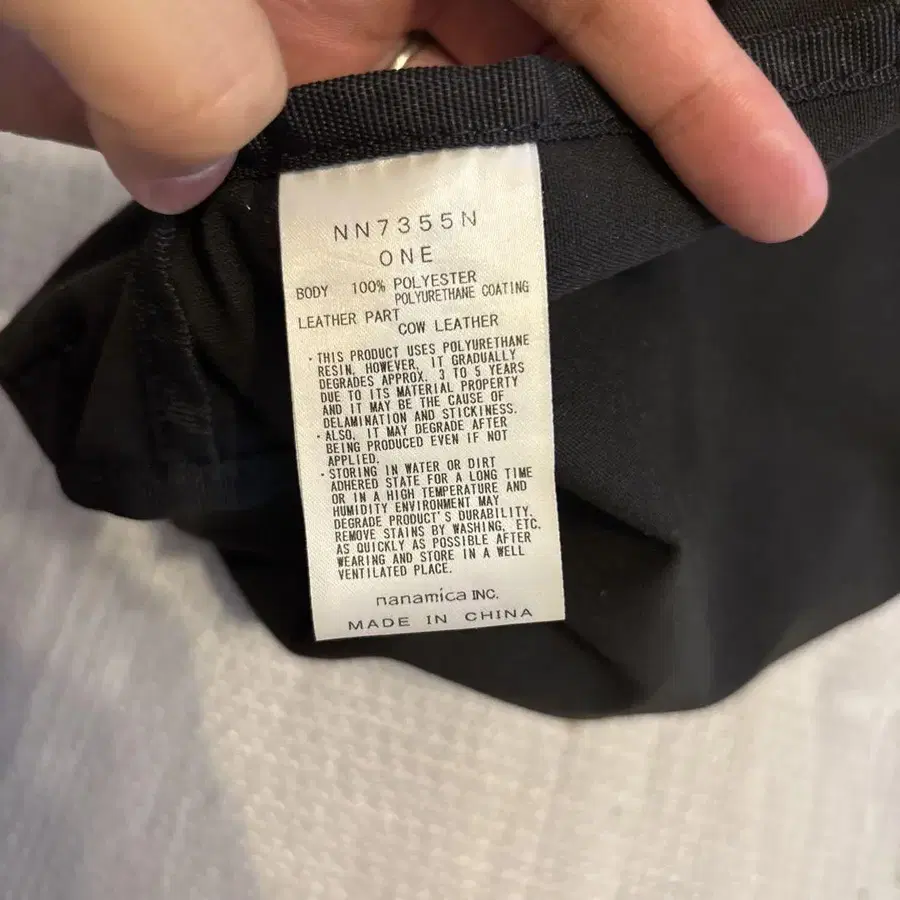 NN7355N
ONE
BODY 100% POLYESTER
POLYURETHANE COATING
LEATHER PART
COW LEATHER
・THIS PRODUCT USES POLYURETHANE
RESIN, HOWEVER, IT GRADUALLY
DEGRADES APPROX. 3 TO 5 YEARS
DUE TO ITS MATERIAL PROPERTY
AND IT MAY BE THE CAUSE OF
DELAMINATION AND STICKINESS.
・ALSO, IT MAY DEGRADE AFTER
BEING PRODUCED EVEN IF NOT
APPLIED.
・STORING IN WATER OR DIRT
ADHERED STATE FOR A LONG TIME
OR IN A HIGH TEMPERATURE AND
HUMIDITY ENVIRONMENT MAY
DEGRADE PRODUCT'S DURABILITY.
REMOVE STAINS BY WASHING, ETC.
AS QUICKLY AS POSSIBLE AFTER
WEARING AND STORE IN A WELL
VENTILATED PLACE.
nanamica INC.
MADE IN CHINA